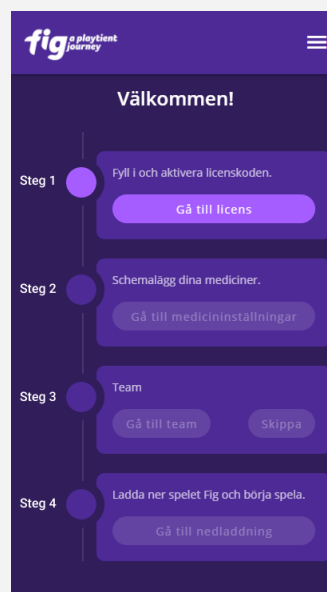 fig a playtient
journey
Välkommen!
Steg 1
Fyll i och aktivera licenskoden.
Gå till licens
Steg 2
Schemalägg dina mediciner.
Gå till medicininställningar
Steg 3
Team
Gå till team Skippa
Steg 4
Ladda ner spelet Fig och börja spela.
Gå till nedladdning